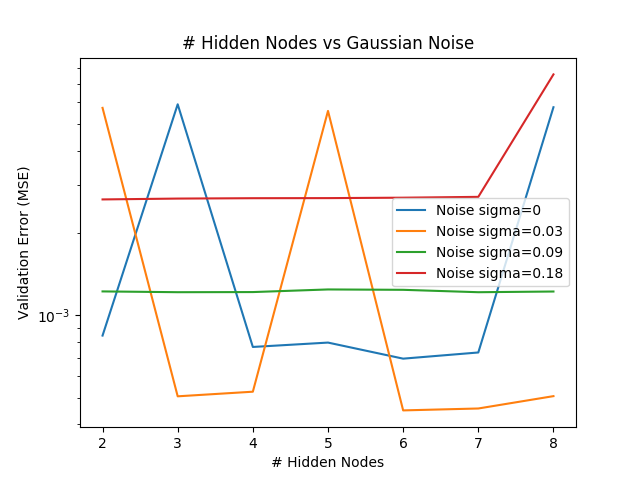 # Hidden Nodes vs Gaussian Noise
Validation Error (MSE)
10⁻³
Noise sigma=0
Noise sigma=0.03
Noise sigma=0.09
Noise sigma=0.18
2 3 4 5 6 7 8
# Hidden Nodes